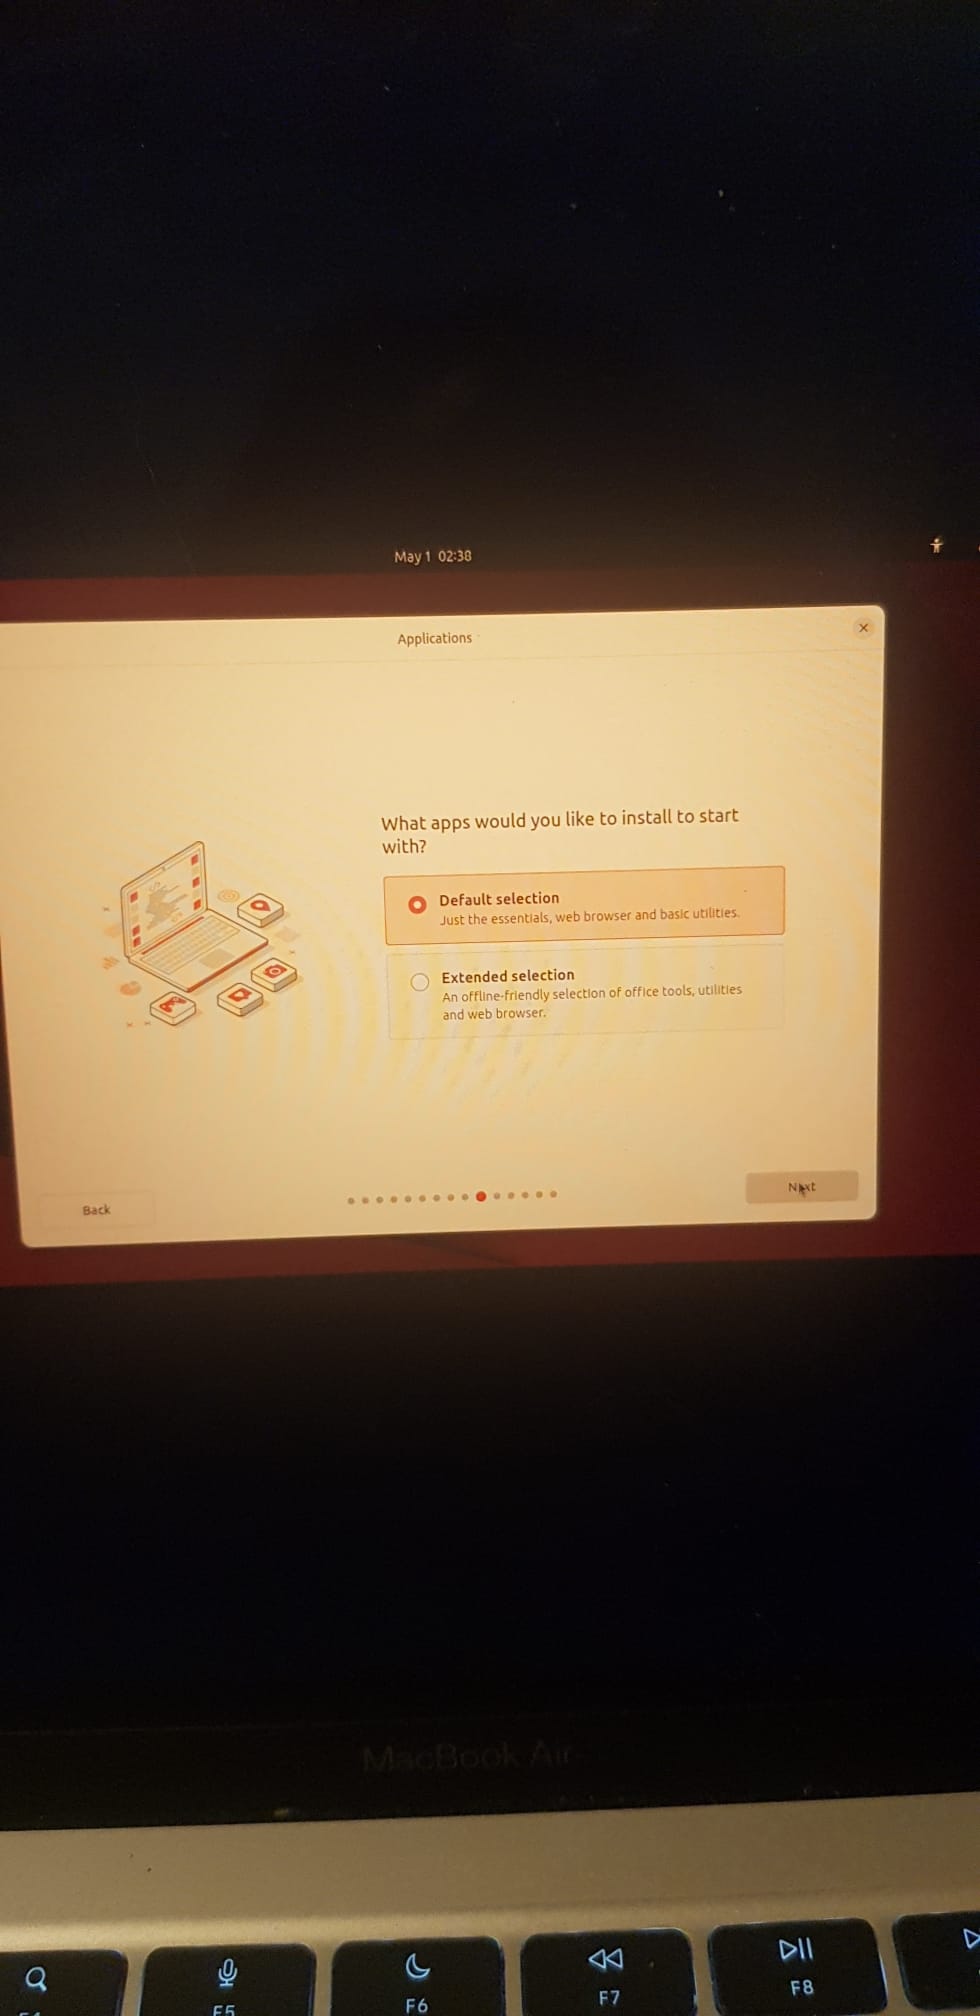 May 1 02:38
Applications
What apps would you like to install to start
with?
Default selection
Just the essentials, web browser and basic utilities.
Extended selection
An offline-friendly selection of office tools, utilities
and web browser.
Back
Next
MacBook Air
F5
F6
F7
F8